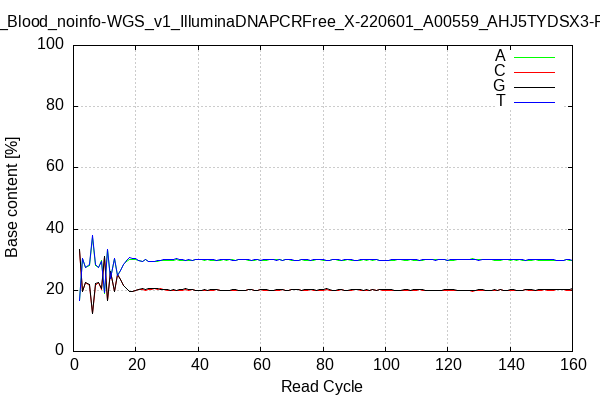 _Blood_noinfo-WGS_v1_IlluminaDNAPCRFree_X-220601_A00559_AHJ5TYDSX3-F
100
80
60
40
20
0
Base content [%]
A
C
G
T
0 20 40 60 80 100 120 140 160
Read Cycle